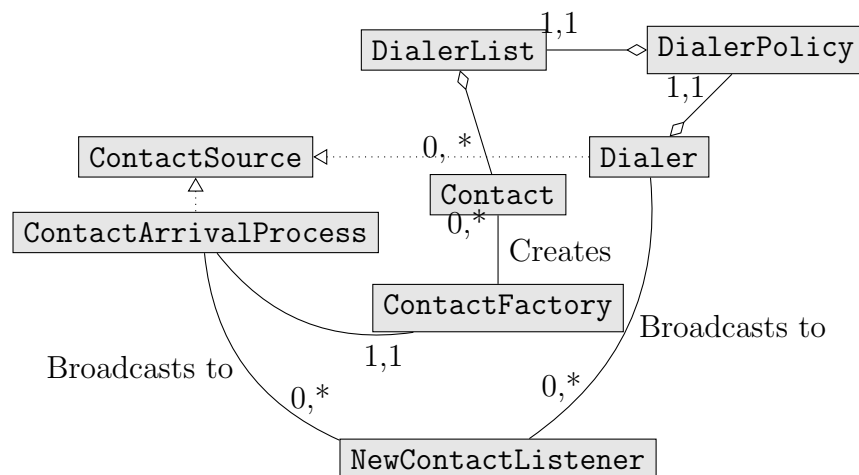 1,1
DialerList
DialerPolicy
1,1
0, *
ContactSource
Dialer
Contact
0,*
ContactArrivalProcess
Creates
ContactFactory
Broadcasts to
1,1
Broadcasts to
0,*
0,*
NewContactListener